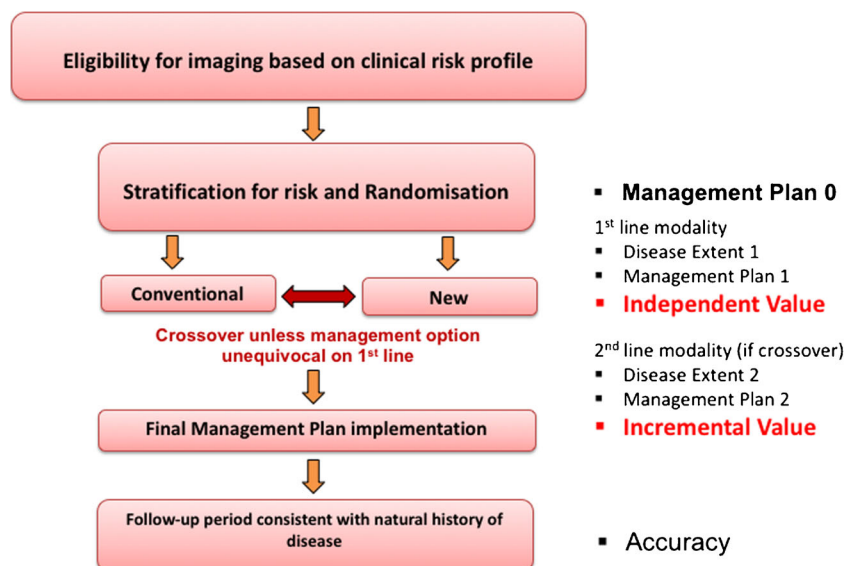 Eligibility for imaging based on clinical risk profile
Stratification for risk and Randomisation
Conventional
New
Crossover unless management option
unequivocal on 1st line
Final Management Plan implementation
Follow-up period consistent with natural history of
disease
▪ Management Plan 0
1st line modality
▪ Disease Extent 1
▪ Management Plan 1
▪ Independent Value
2nd line modality (if crossover)
▪ Disease Extent 2
▪ Management Plan 2
▪ Incremental Value
▪ Accuracy